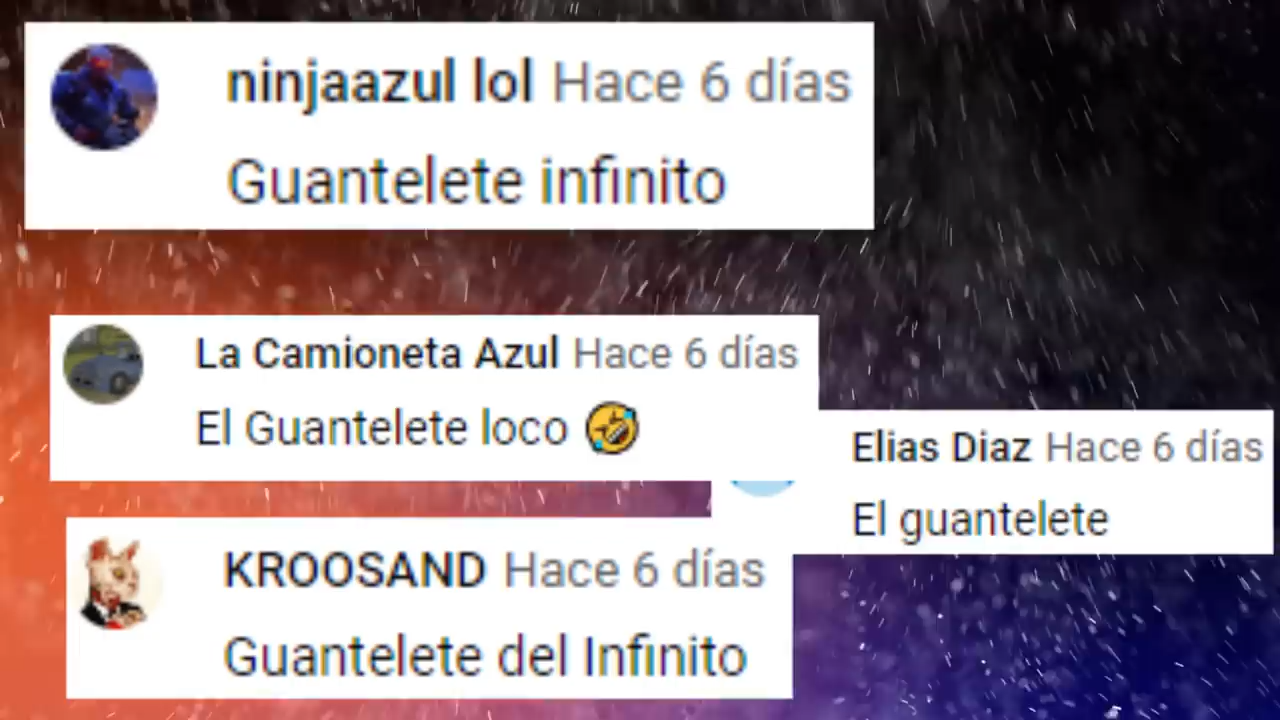 ninjaazul lol Hace 6 días
Guantelete infinito
La Camioneta Azul Hace 6 días
El Guantelete loco 🤣
Elias Diaz Hace 6 días
El guantelete
KROOSAND Hace 6 días
Guantelete del Infinito